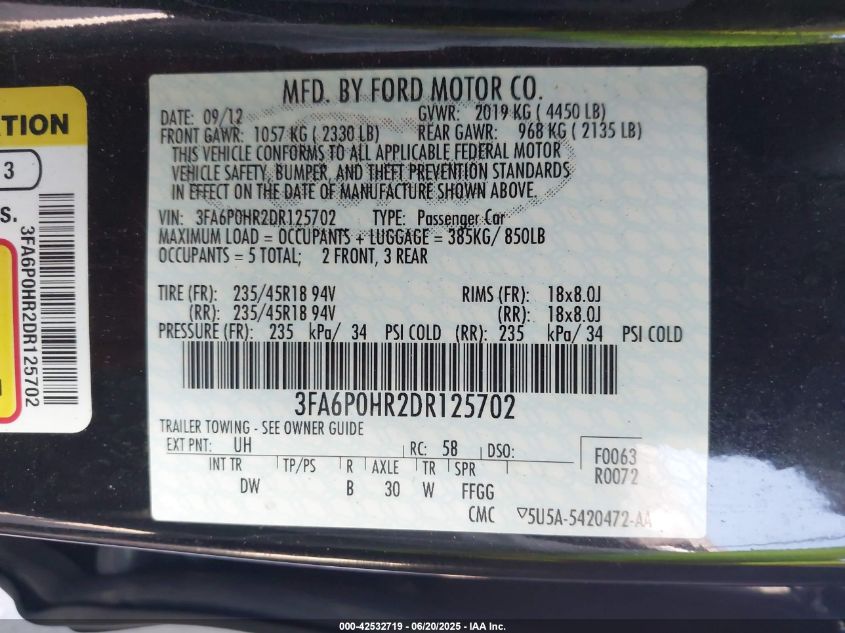 MFD. BY FORD MOTOR CO.
DATE: 09/12 GVWR: 2019 KG ( 4450 LB)
FRONT GAWR: 1057 KG ( 2330 LB) REAR GAWR: 968 KG ( 2135 LB)
THIS VEHICLE CONFORMS TO ALL APPLICABLE FEDERAL MOTOR
VEHICLE SAFETY, BUMPER, AND THEFT PREVENTION STANDARDS
IN EFFECT ON THE DATE OF MANUFACTURE SHOWN ABOVE.
VIN: 3FA6P0HR2DR125702 TYPE: Passenger Car
MAXIMUM LOAD = OCCUPANTS + LUGGAGE = 385KG/ 850LB
OCCUPANTS = 5 TOTAL; 2 FRONT, 3 REAR
TIRE (FR): 235/45R18 94V RIMS (FR): 18x8.0J
(RR): 235/45R18 94V (RR): 18x8.0J
PRESSURE (FR): 235 kPa/ 34 PSI COLD (RR): 235 kPa/ 34 PSI COLD
3FA6P0HR2DR125702
TRAILER TOWING - SEE OWNER GUIDE
EXT PNT: UH RC: 58 DSO:
INT TR TP/PS R AXLE TR SPR
DW B 30 W FFGG
F0063
R0072
CMC ▽5U5A-5420472-AA
3
S.
3FA6P0HR2DR125702
000-42532719 - 06/20/2025 - IAA Inc.